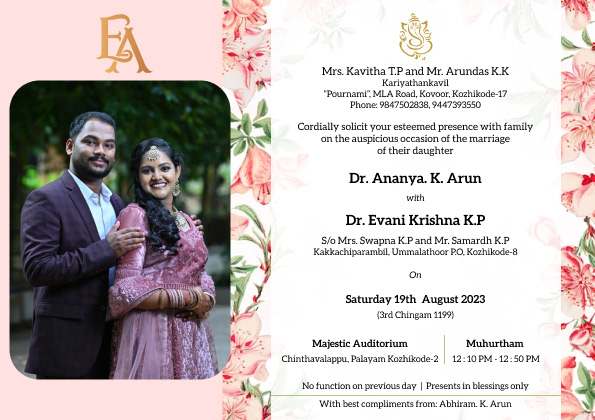 EA
Mrs. Kavitha T.P and Mr. Arundas K.K
Kariyathankavil
"Pournami", MLA Road, Kovoor, Kozhikode-17
Phone: 9847502838, 9447393550
Cordially solicit your esteemed presence with family
on the auspicious occasion of the marriage
of their daughter
Dr. Ananya. K. Arun
with
Dr. Evani Krishna K.P
S/o Mrs. Swapna K.P and Mr. Samardh K.P
Kakkachiparambil, Ummalathoor P.O, Kozhikode-8
On
Saturday 19th August 2023
(3rd Chingam 1199)
Majestic Auditorium
Chinthavalappu, Palayam Kozhikode-2
Muhurtham
12 : 10 PM - 12 : 50 PM
No function on previous day | Presents in blessings only
With best compliments from: Abhiram. K. Arun